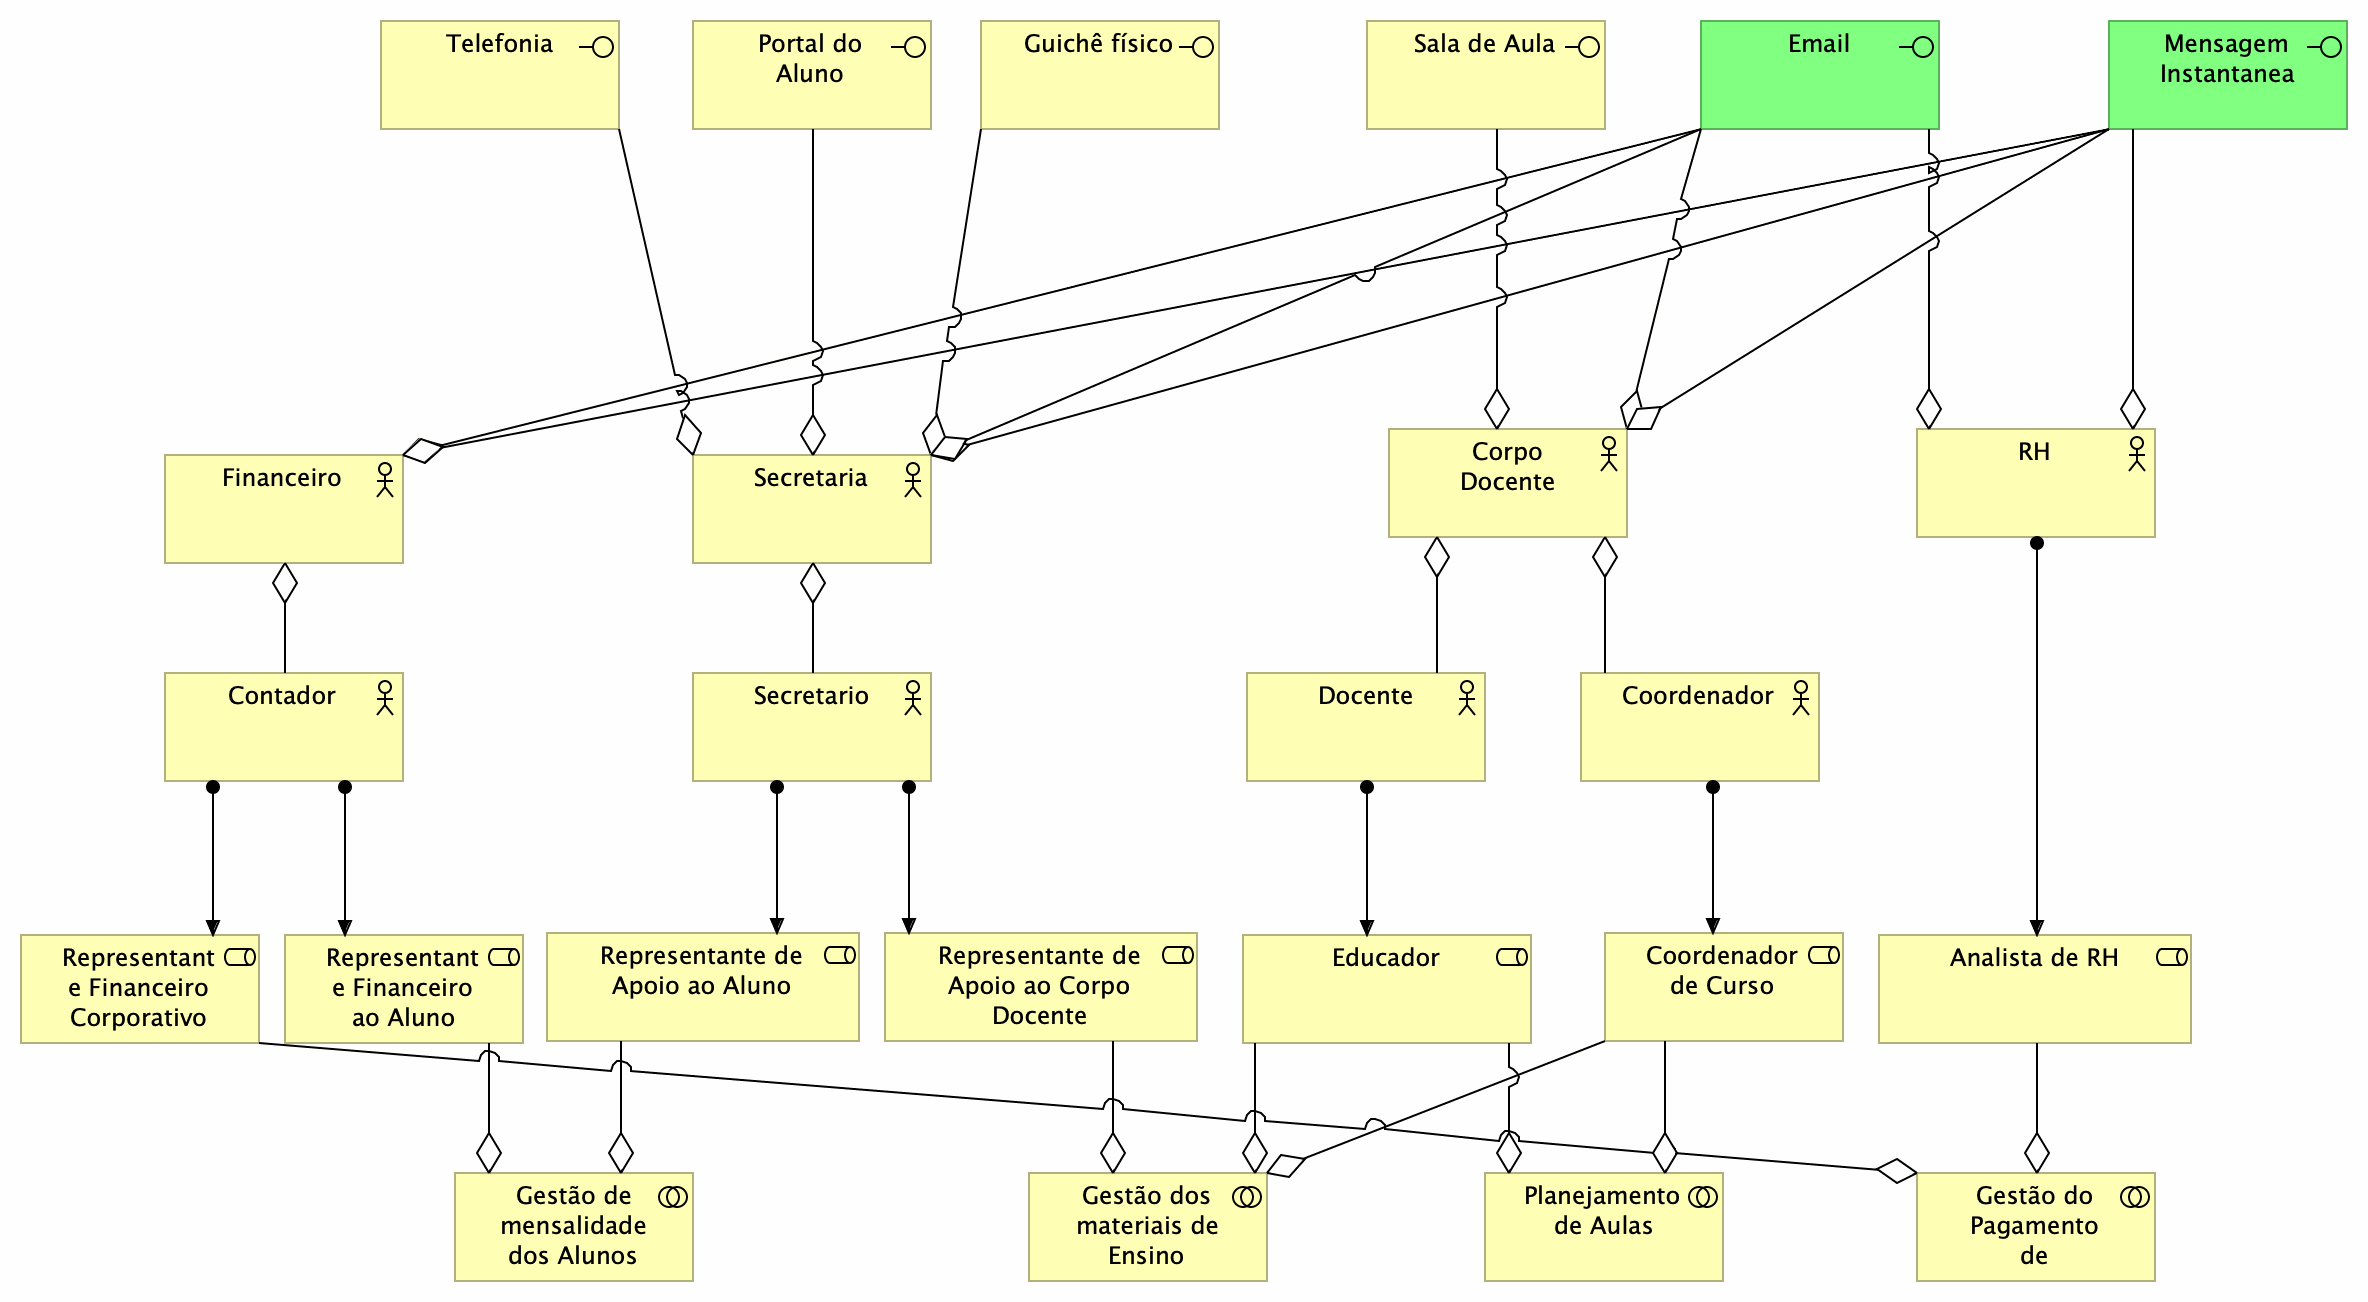 Telefonia
Portal do
Aluno
Guichê físico
Sala de Aula
Email
Mensagem
Instantanea
Financeiro
Secretaria
Corpo
Docente
RH
Contador
Secretario
Docente
Coordenador
Representant
e Financeiro
Corporativo
Representant
e Financeiro
ao Aluno
Representante de
Apoio ao Aluno
Representante de
Apoio ao Corpo
Docente
Educador
Coordenador
de Curso
Analista de RH
Gestão de
mensalidade
dos Alunos
Gestão dos
materiais de
Ensino
Planejamento
de Aulas
Gestão do
Pagamento
de